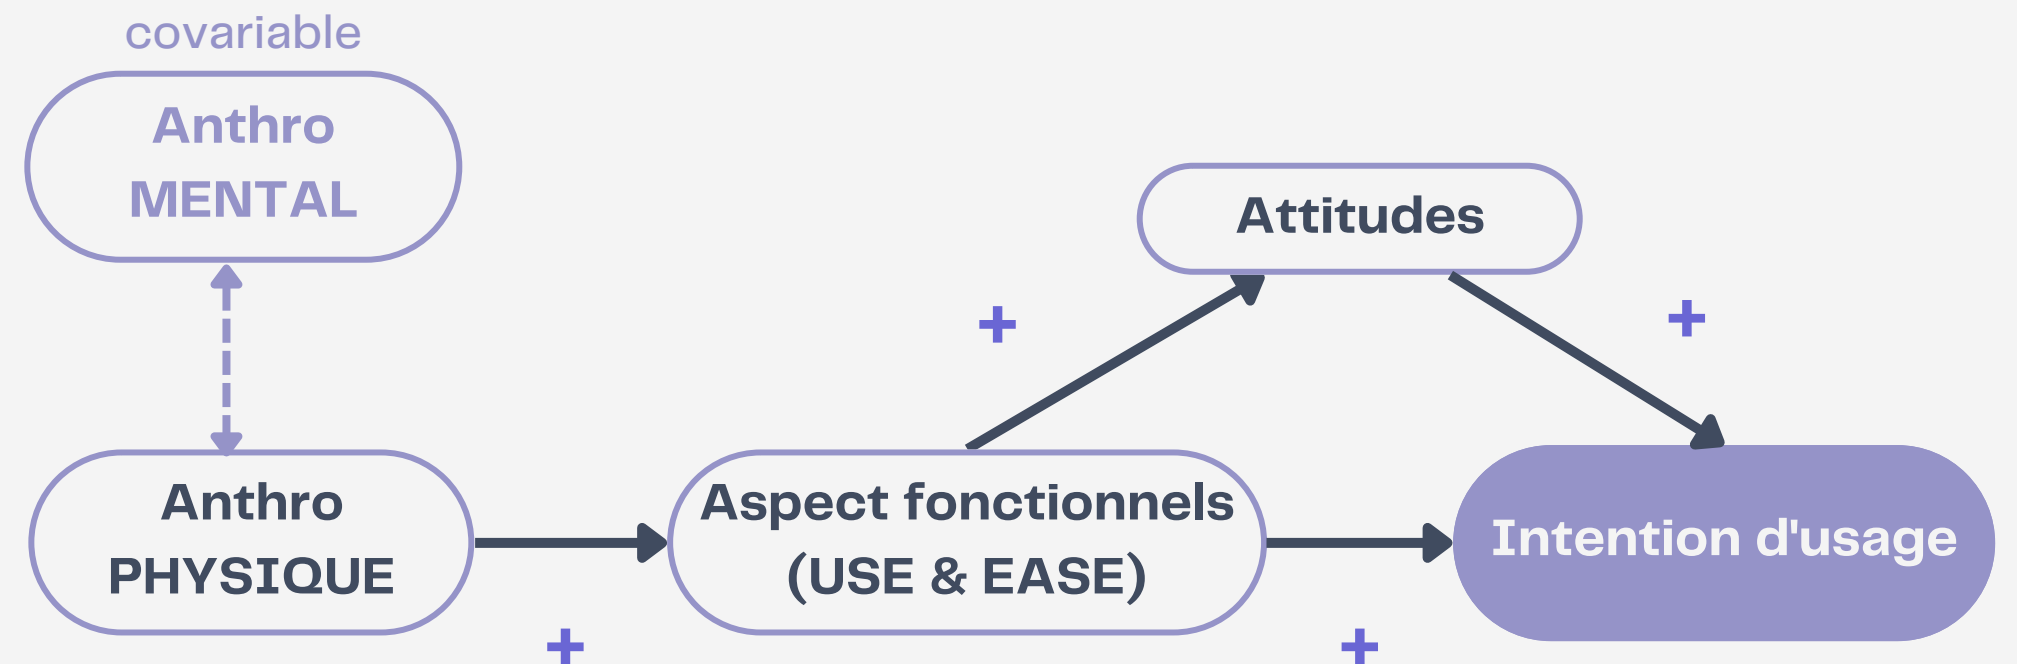 covariable
Anthro
MENTAL
Attitudes
+
+
Anthro
PHYSIQUE
Aspect fonctionnels
(USE & EASE)
Intention d'usage
+
+